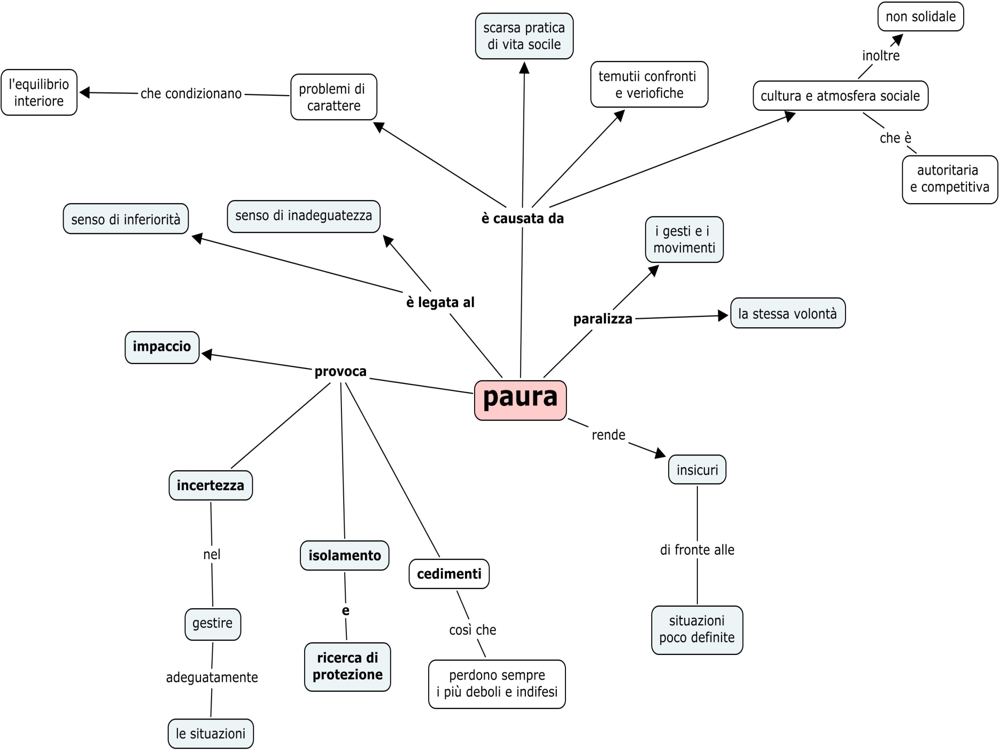 non solidale
scarsa pratica
di vita socile
inoltre
temutii confronti
e veriofiche
l'equilibrio
interiore
che condizionano
problemi di
carattere
cultura e atmosfera sociale
che è
autoritaria
e competitiva
senso di inferiorità
senso di inadeguatezza
è causata da
i gesti e i
movimenti
è legata al
paralizza
la stessa volontà
impaccio
provoca
paura
rende
insicuri
incertezza
nel
isolamento
di fronte alle
cedimenti
e
gestire
così che
situazioni
poco definite
ricerca di
protezione
adeguatamente
perdono sempre
i più deboli e indifesi
le situazioni